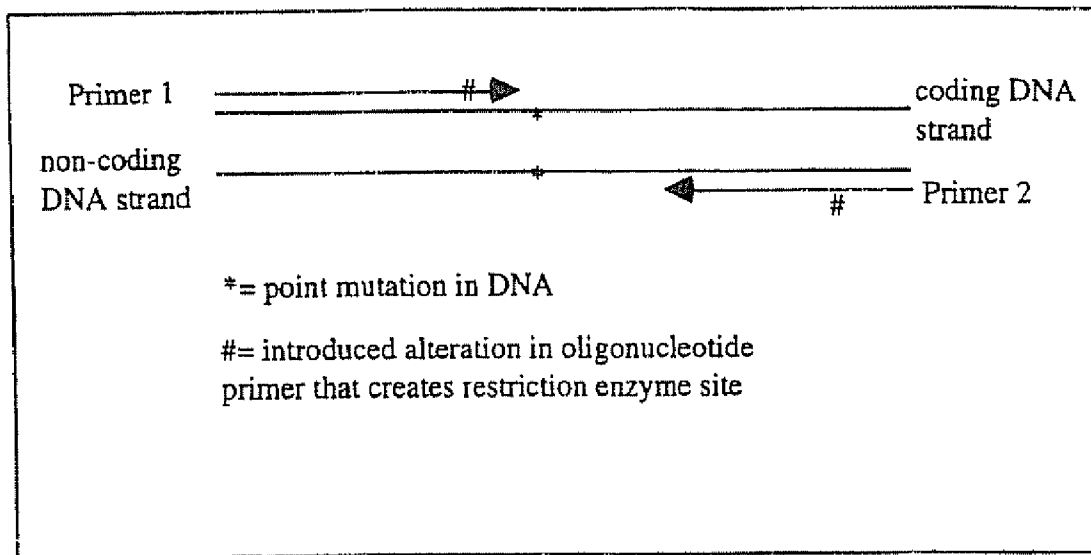 #
Primer 1
coding DNA
strand
*
non-coding
DNA strand
*
Primer 2
#
*= point mutation in DNA
#= introduced alteration in oligonucleotide
primer that creates restriction enzyme site